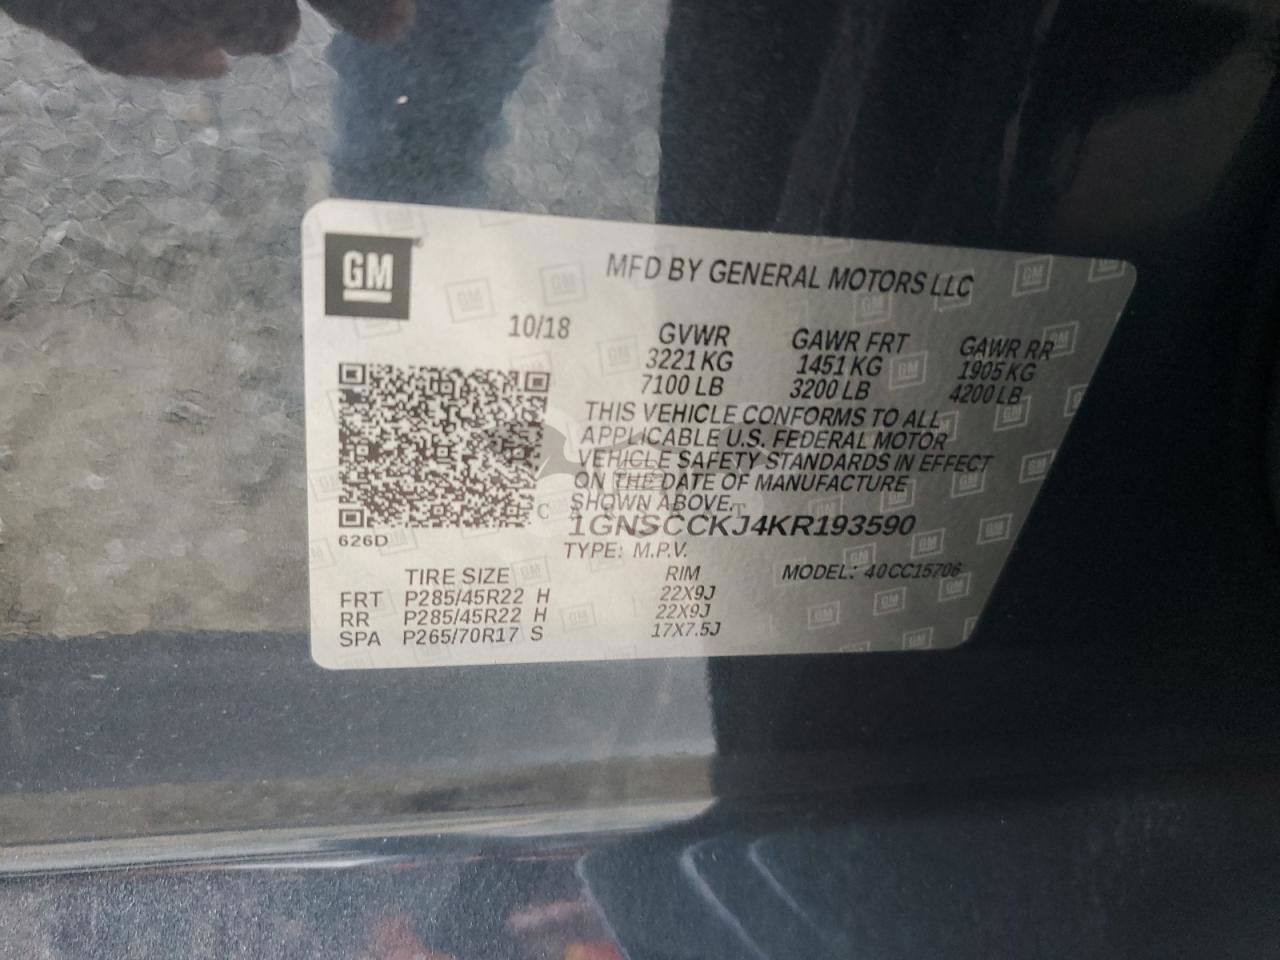 GM
MFD BY GENERAL MOTORS LLC
10/18 GVWR GAWR FRT GAWR RR
3221 KG 1451 KG 1905 KG
7100 LB 3200 LB 4200 LB
THIS VEHICLE CONFORMS TO ALL
APPLICABLE U.S. FEDERAL MOTOR
VEHICLE SAFETY STANDARDS IN EFFECT
ON THE DATE OF MANUFACTURE
SHOWN ABOVE.
1GNSCCKJ4KR193590
626D
TYPE: M.P.V. MODEL: 40CC15706
TIRE SIZE RIM
FRT P285/45R22 H 22X9J
RR P285/45R22 H 22X9J
SPA P265/70R17 S 17X7.5J